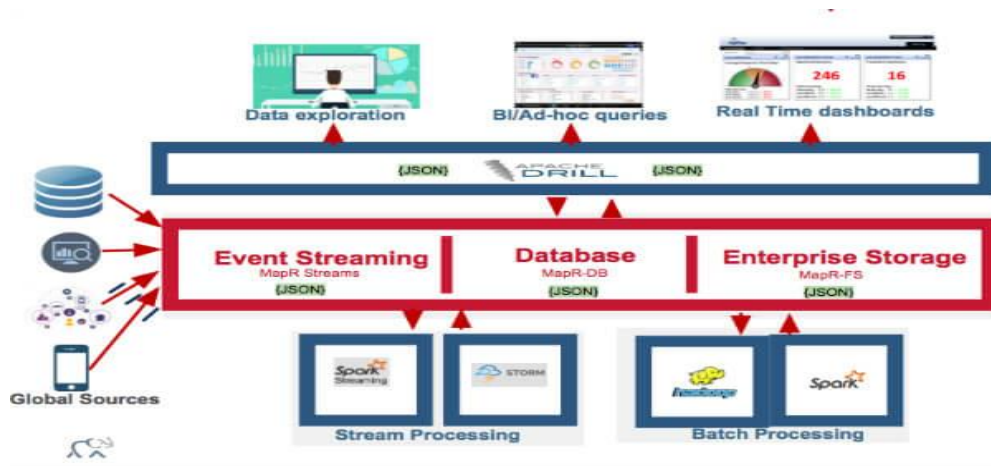 246
16
Data exploration
BI/Ad-hoc queries
Real Time dashboards
{JSON}
APACHE
DRILL
{JSON}
Event Streaming
MapR Streams
{JSON}
Database
MapR-DB
{JSON}
Enterprise Storage
MapR-FS
{JSON}
Global Sources
Spark
Streaming
STORM
Stream Processing
hadoop
Spark
Batch Processing